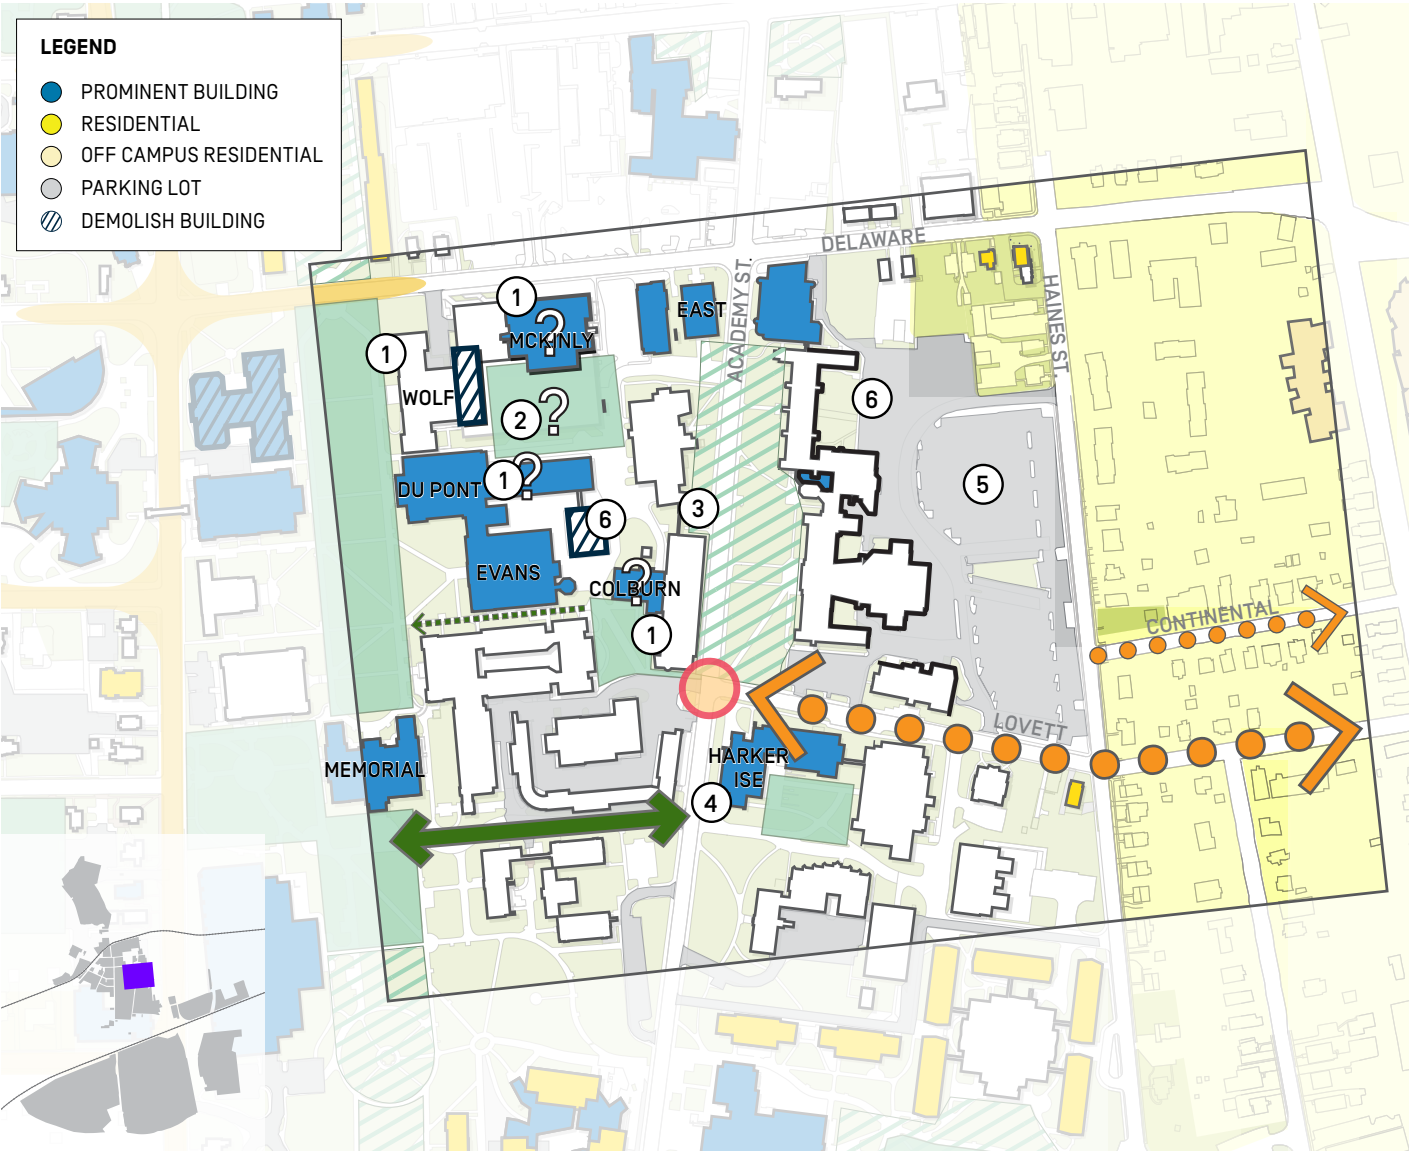 LEGEND
PROMINENT BUILDING
RESIDENTIAL
OFF CAMPUS RESIDENTIAL
PARKING LOT
DEMOLISH BUILDING
DELAWARE
ACADEMY ST.
HAINES ST.
1
?
MCKINLY
EAST
1
WOLF
2
?
6
DU PONT
1
?
5
3
6
EVANS
?
COLBURN
1
CONTINENTAL
LOVETT
MEMORIAL
HARKER
ISE
4